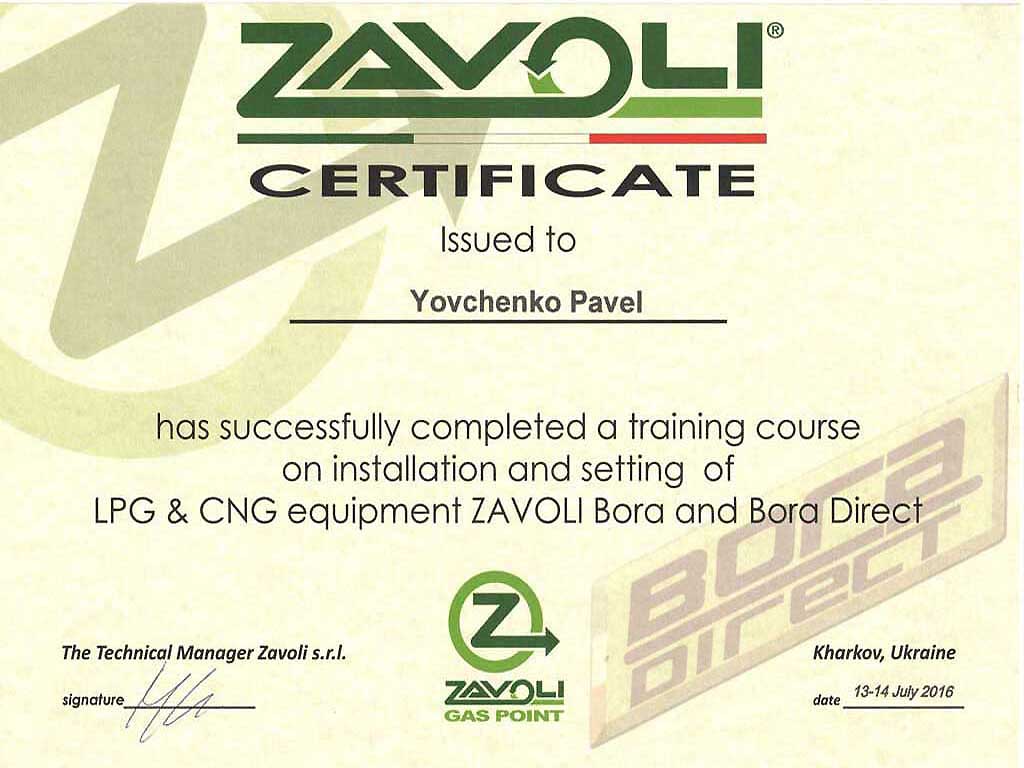 ZAVOLI®
CERTIFICATE
Issued to
Yovchenko Pavel
has successfully completed a training course
on installation and setting of
LPG & CNG equipment ZAVOLI Bora and Bora Direct
BORA
DIRECT
Z
ZAVOLI
GAS POINT
The Technical Manager Zavoli s.r.l.
signature
Kharkov, Ukraine
date 13-14 July 2016